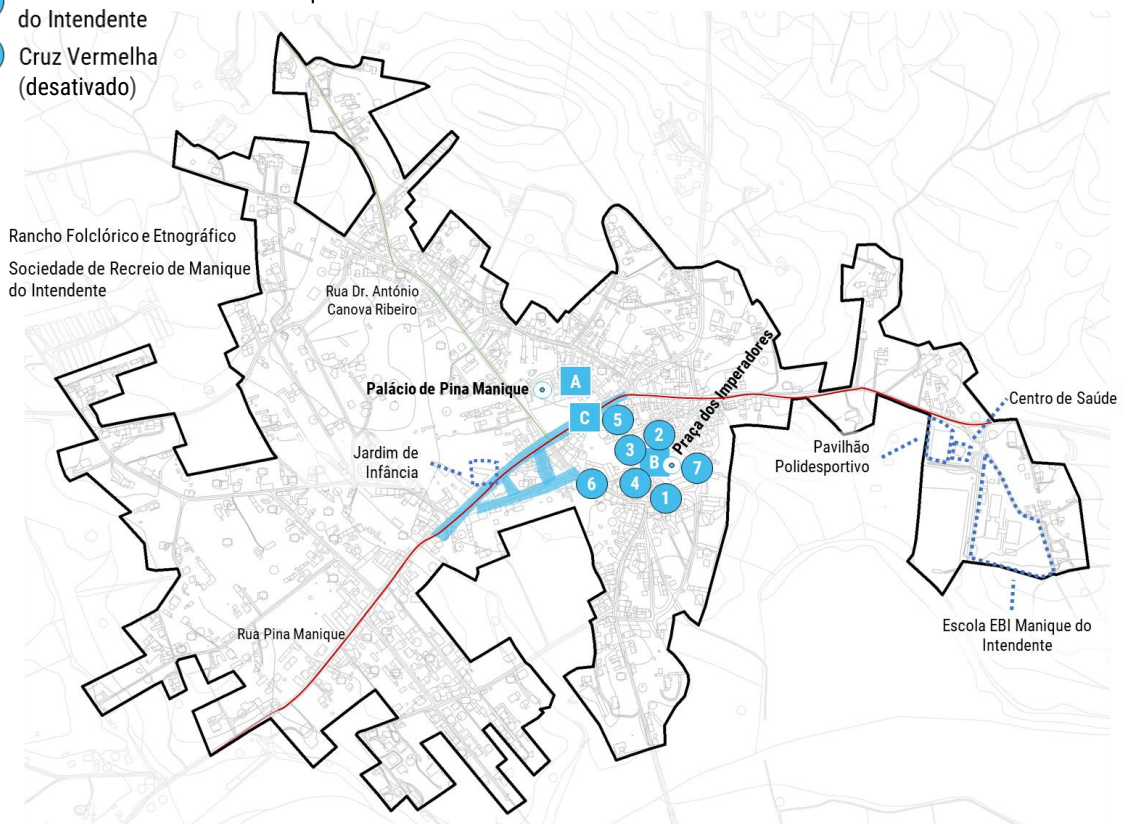 do Intendente
Cruz Vermelha
(desativado)
Rancho Folclórico e Etnográfico
Sociedade de Recreio de Manique
do Intendente
Rua Dr. António
Canova Ribeiro
Palácio de Pina Manique
A
C
5
2
3
B
7
4
6
1
Praça dos Imperadores
Centro de Saúde
Pavilhão
Polidesportivo
Jardim de
Infância
Rua Pina Manique
Escola EBI Manique do
Intendente